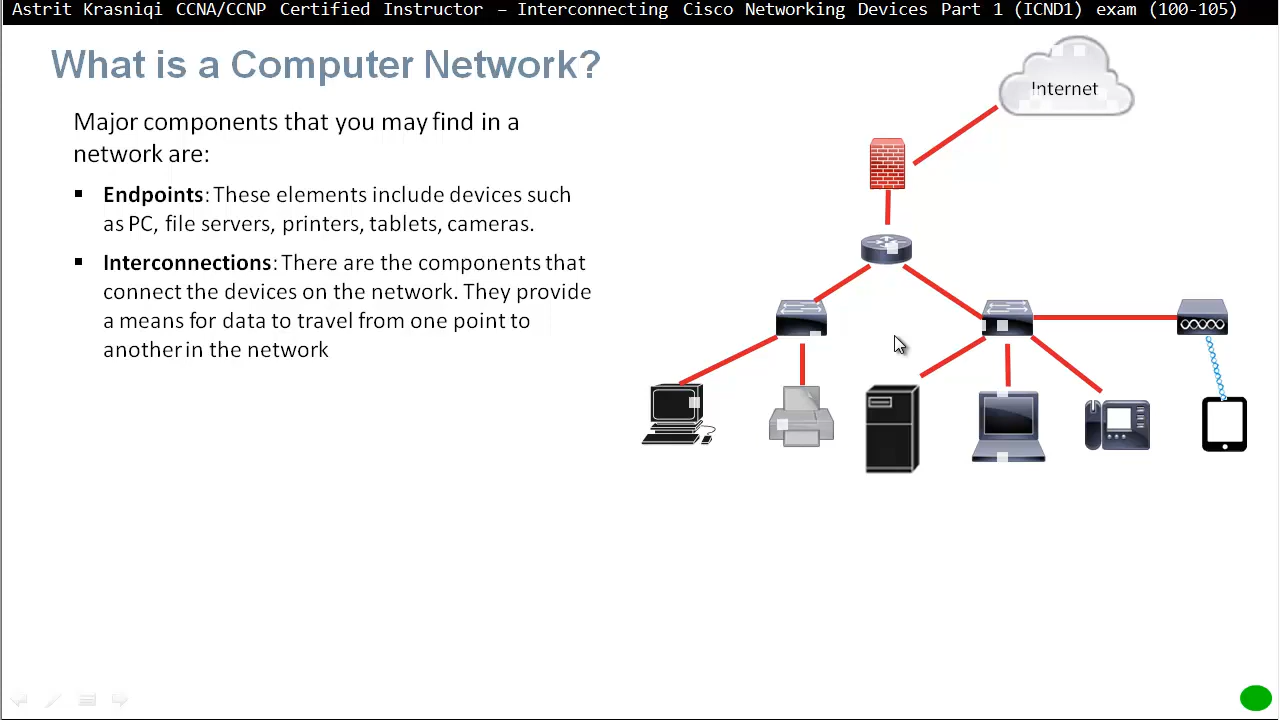 Astrit Krasniqi CCNA/CCNP Certified Instructor – Interconnecting Cisco Networking Devices Part 1 (ICND1) exam (100-105)
What is a Computer Network?
Internet
Major components that you may find in a
network are:
▪ Endpoints: These elements include devices such
as PC, file servers, printers, tablets, cameras.
▪ Interconnections: There are the components that
connect the devices on the network. They provide
a means for data to travel from one point to
another in the network